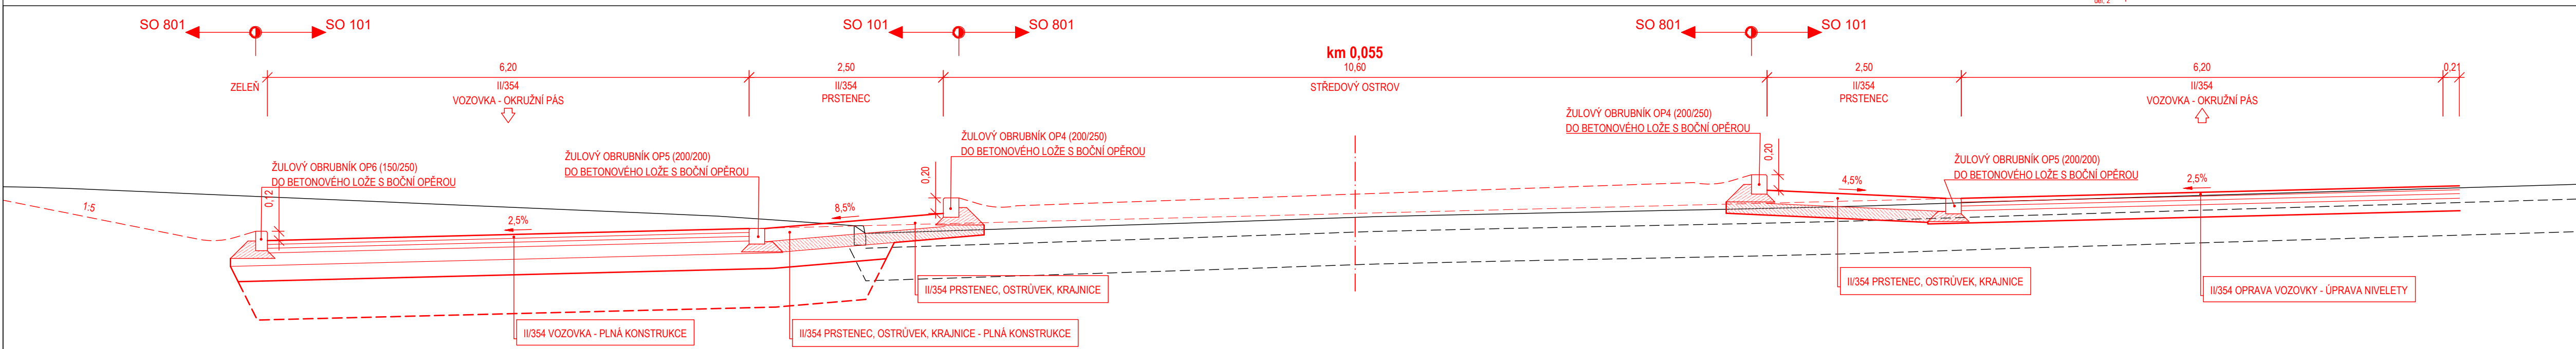 SO 801 SO 101 SO 101 SO 801 SO 801 SO 101
km 0,055
6,20 2,50 10,60 2,50 6,20 0,21
ZELEŇ II/354 II/354 STŘEDOVÝ OSTROV II/354 II/354
VOZOVKA - OKRUŽNÍ PÁS PRSTENEC PRSTENEC VOZOVKA - OKRUŽNÍ PÁS
ŽULOVÝ OBRUBNÍK OP6 (150/250)
DO BETONOVÉHO LOŽE S BOČNÍ OPĚROU
ŽULOVÝ OBRUBNÍK OP5 (200/200)
DO BETONOVÉHO LOŽE S BOČNÍ OPĚROU
ŽULOVÝ OBRUBNÍK OP4 (200/250)
DO BETONOVÉHO LOŽE S BOČNÍ OPĚROU
ŽULOVÝ OBRUBNÍK OP4 (200/250)
DO BETONOVÉHO LOŽE S BOČNÍ OPĚROU
ŽULOVÝ OBRUBNÍK OP5 (200/200)
DO BETONOVÉHO LOŽE S BOČNÍ OPĚROU
1:5
0,12
2,5%
8,5%
0,20
0,20
4,5%
2,5%
II/354 VOZOVKA - PLNÁ KONSTRUKCE
II/354 PRSTENEC, OSTRŮVEK, KRAJNICE - PLNÁ KONSTRUKCE
II/354 PRSTENEC, OSTRŮVEK, KRAJNICE
II/354 PRSTENEC, OSTRŮVEK, KRAJNICE
II/354 OPRAVA VOZOVKY - ÚPRAVA NIVELETY